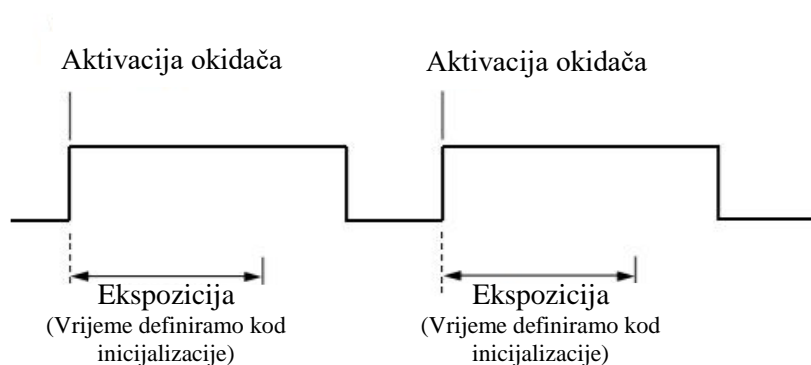 Aktivacija okidača
Aktivacija okidača
Ekspozicija
(Vrijeme definiramo kod
inicijalizacije)
Ekspozicija
(Vrijeme definiramo kod
inicijalizacije)